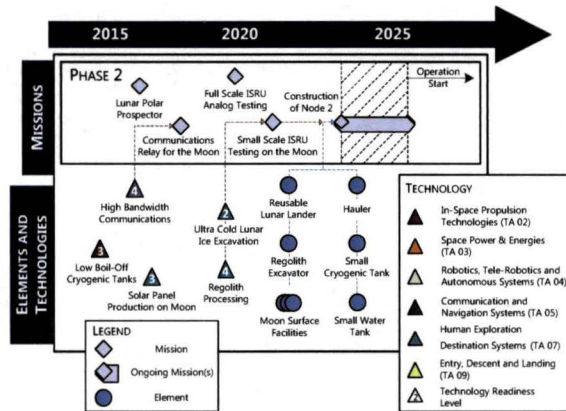 2015
2020
2025
MISSIONS
PHASE 2
Lunar Polar
Prospector
Communications
Relay for the Moon
Full Scale ISRU
Analog Testing
Small Scale ISRU
Testing on the Moon
Construction
of Node 2
Operation
Start
ELEMENTS AND
TECHNOLOGIES
4
High Bandwidth
Communications
3
Low Boil-Off
Cryogenic Tanks
3
Solar Panel
Production on Moon
2
Ultra Cold Lunar
Ice Excavation
4
Regolith
Processing
Reusable
Lunar Lander
Regolith
Excavator
Moon Surface
Facilities
Hauler
Small
Cryogenic Tank
Small Water
Tank
LEGEND
Mission
Ongoing Mission(s)
Element
TECHNOLOGY
In-Space Propulsion
Technologies (TA 02)
Space Power & Energies
(TA 03)
Robotics, Tele-Robotics and
Autonomous Systems (TA 04)
Communication and
Navigation Systems (TA 05)
Human Exploration
Destination Systems (TA 07)
Entry, Descent and Landing
(TA 09)
2
Technology Readiness
Level